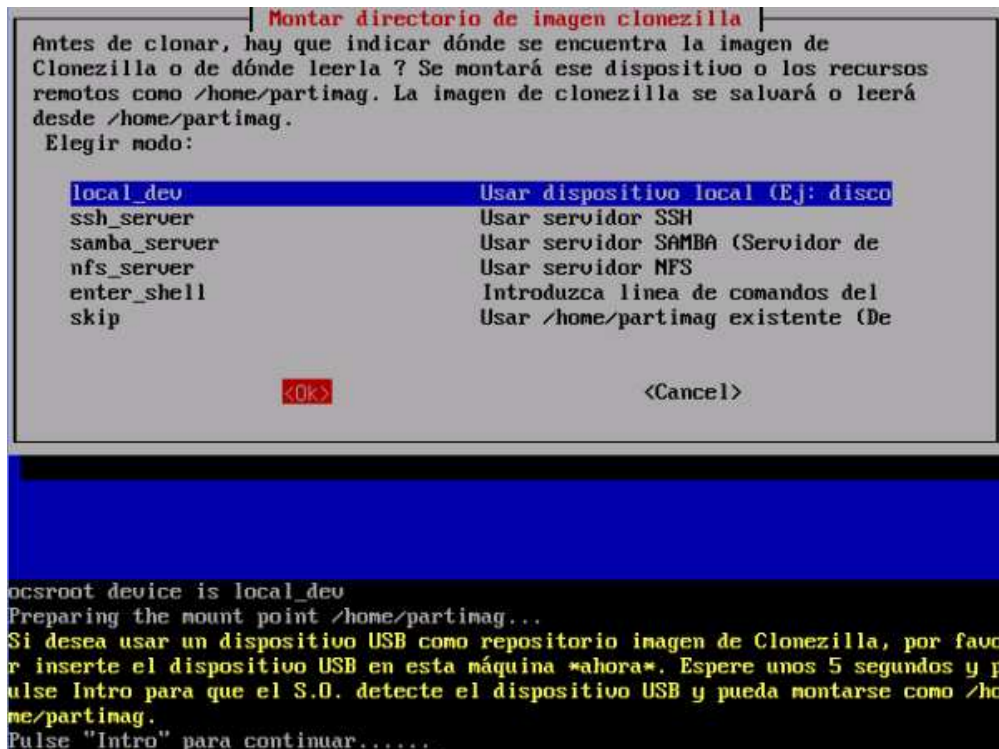 Montar directorio de imagen clonezilla
Antes de clonar, hay que indicar dónde se encuentra la imagen de
Clonezilla o de dónde leerla ? Se montará ese dispositivo o los recursos
remotos como /home/partimag. La imagen de clonezilla se salvará o leerá
desde /home/partimag.
Elegir modo:
local_dev Usar dispositivo local (Ej: disco
ssh_server Usar servidor SSH
samba_server Usar servidor SAMBA (Servidor de
nfs_server Usar servidor NFS
enter_shell Introduzca linea de comandos del
skip Usar /home/partimag existente (De
<Ok> <Cancel>
ocsroot device is local_dev
Preparing the mount point /home/partimag...
Si desea usar un dispositivo USB como repositorio imagen de Clonezilla, por favo
r inserte el dispositivo USB en esta máquina *ahora*. Espere unos 5 segundos y p
ulse Intro para que el S.O. detecte el dispositivo USB y pueda montarse como /ho
me/partimag.
Pulse "Intro" para continuar......